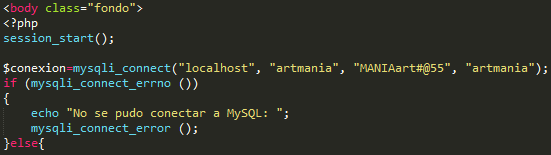 <body class="fondo">
<?php
session_start();
$conexion=mysqli_connect("localhost", "artmania", "MANIAart#@55", "artmania");
if (mysqli_connect_errno ())
{
    echo "No se pudo conectar a MySQL: ";
    mysqli_connect_error ();
}else{